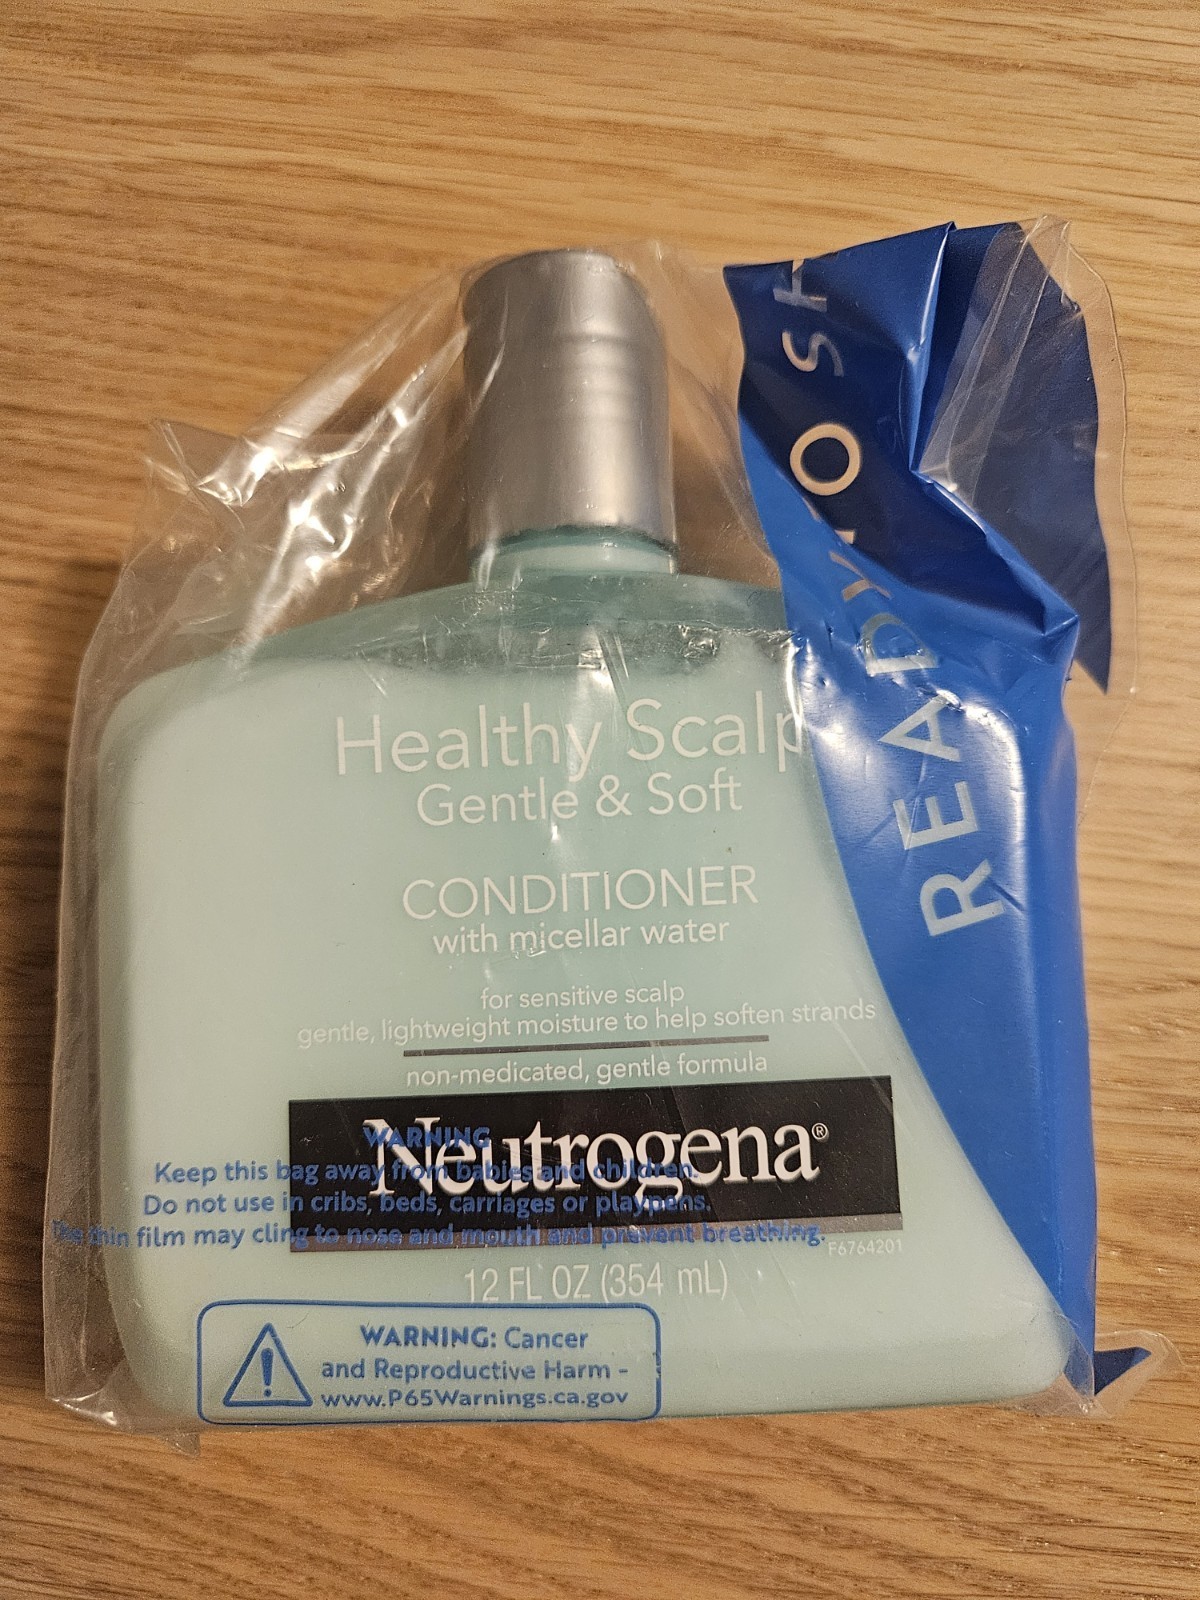 READY TO SH
Healthy Scalp
Gentle & Soft
CONDITIONER
with micellar water
for sensitive scalp
gentle, lightweight moisture to help soften strands
non-medicated, gentle formula
Neutrogena®
WARNING
Keep this bag away from babies and children.
Do not use in cribs, beds, carriages or playpens.
The thin film may cling to nose and mouth and prevent breathing.
F6764201
12 FL OZ (354 mL)
WARNING: Cancer
and Reproductive Harm -
www.P65Warnings.ca.gov